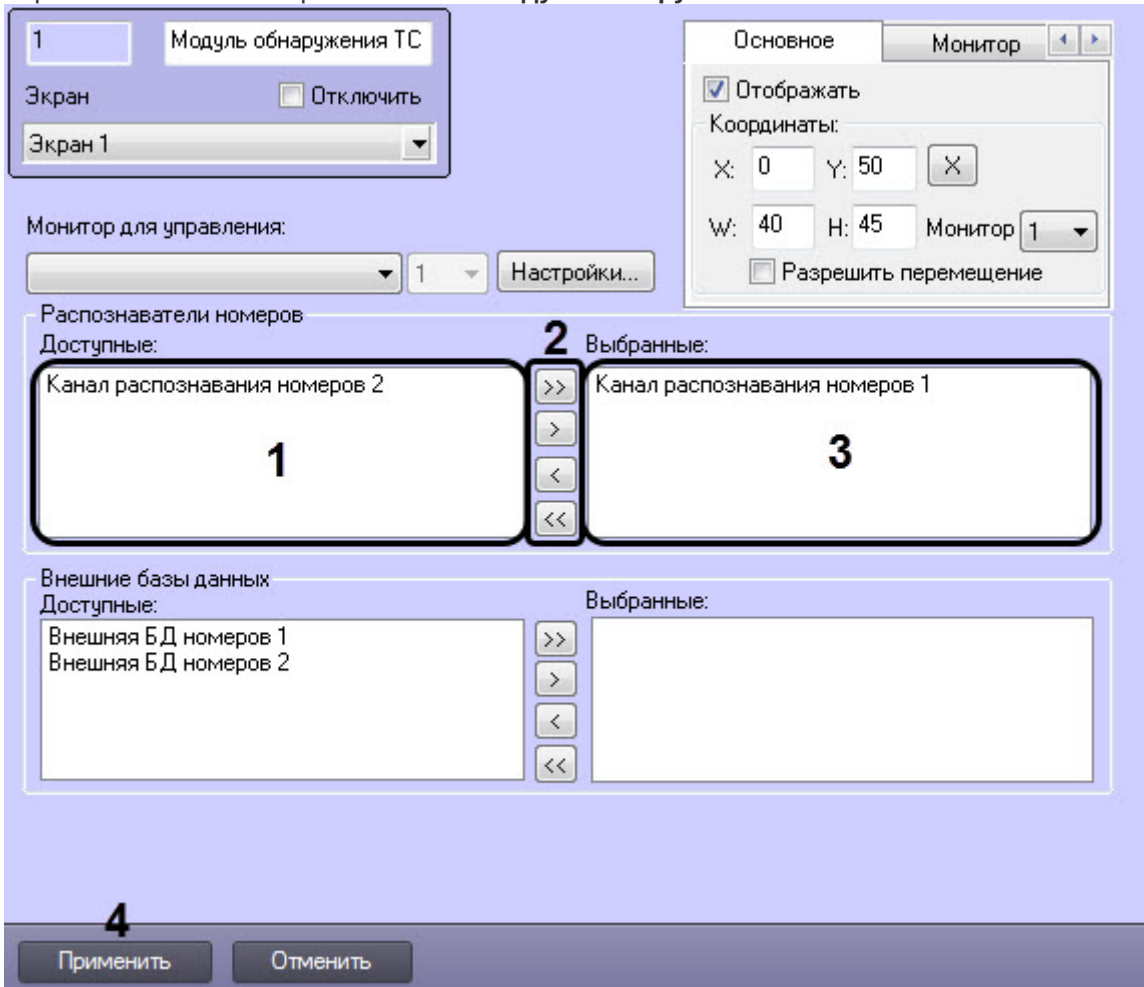 1
Модуль обнаружения ТС
Экран
Отключить
Экран 1
Основное
Монитор
Отображать
Координаты:
X: 0 Y: 50 X
W: 40 H: 45 Монитор 1
Разрешить перемещение
Монитор для управления:
1
Настройки...
Распознаватели номеров
Доступные:
2
Выбранные:
Канал распознавания номеров 2
>>
Канал распознавания номеров 1
>
1
3
<
<<
Внешние базы данных
Доступные:
Выбранные:
Внешняя БД номеров 1
Внешняя БД номеров 2
>>
>
<
<<
4
Применить
Отменить